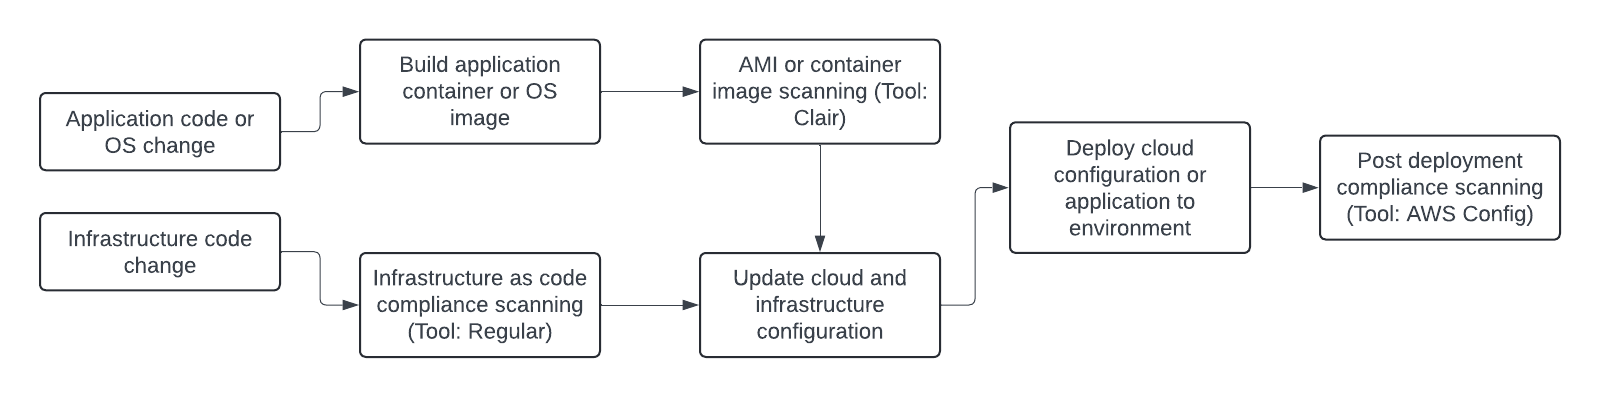 Application code or
OS change
Build application
container or OS
image
AMI or container
image scanning (Tool:
Clair)
Infrastructure code
change
Infrastructure as code
compliance scanning
(Tool: Regular)
Update cloud and
infrastructure
configuration
Deploy cloud
configuration or
application to
environment
Post deployment
compliance scanning
(Tool: AWS Config)